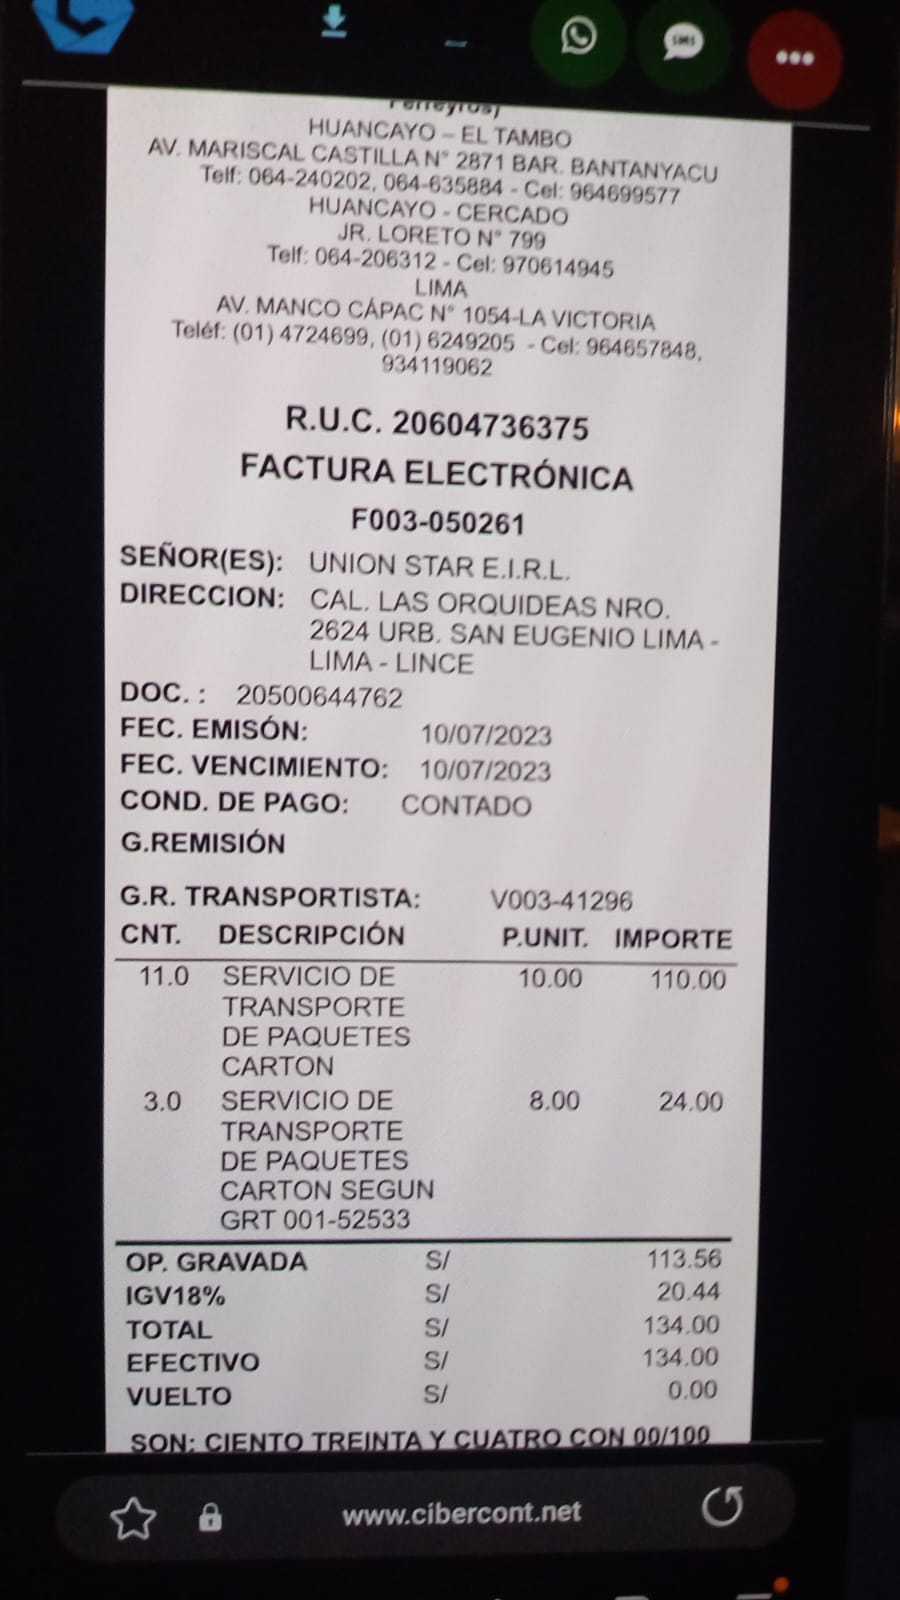 SMS
Ferreyros)
HUANCAYO – EL TAMBO
AV. MARISCAL CASTILLA N° 2871 BAR. BANTANYACU
Telf: 064-240202, 064-635884 - Cel: 964699577
HUANCAYO - CERCADO
JR. LORETO N° 799
Telf: 064-206312 - Cel: 970614945
LIMA
AV. MANCO CÁPAC N° 1054-LA VICTORIA
Teléf: (01) 4724699, (01) 6249205 - Cel: 964657848,
934119062
R.U.C. 20604736375
FACTURA ELECTRÓNICA
F003-050261
SEÑOR(ES): UNION STAR E.I.R.L.
DIRECCION: CAL. LAS ORQUIDEAS NRO.
2624 URB. SAN EUGENIO LIMA -
LIMA - LINCE
DOC. : 20500644762
FEC. EMISÓN: 10/07/2023
FEC. VENCIMIENTO: 10/07/2023
COND. DE PAGO: CONTADO
G.REMISIÓN
G.R. TRANSPORTISTA: V003-41296
CNT. DESCRIPCIÓN P.UNIT. IMPORTE
11.0 SERVICIO DE 10.00 110.00
TRANSPORTE
DE PAQUETES
CARTON
3.0 SERVICIO DE 8.00 24.00
TRANSPORTE
DE PAQUETES
CARTON SEGUN
GRT 001-52533
OP. GRAVADA S/ 113.56
IGV18% S/ 20.44
TOTAL S/ 134.00
EFECTIVO S/ 134.00
VUELTO S/ 0.00
SON: CIENTO TREINTA Y CUATRO CON 00/100
www.cibercont.net